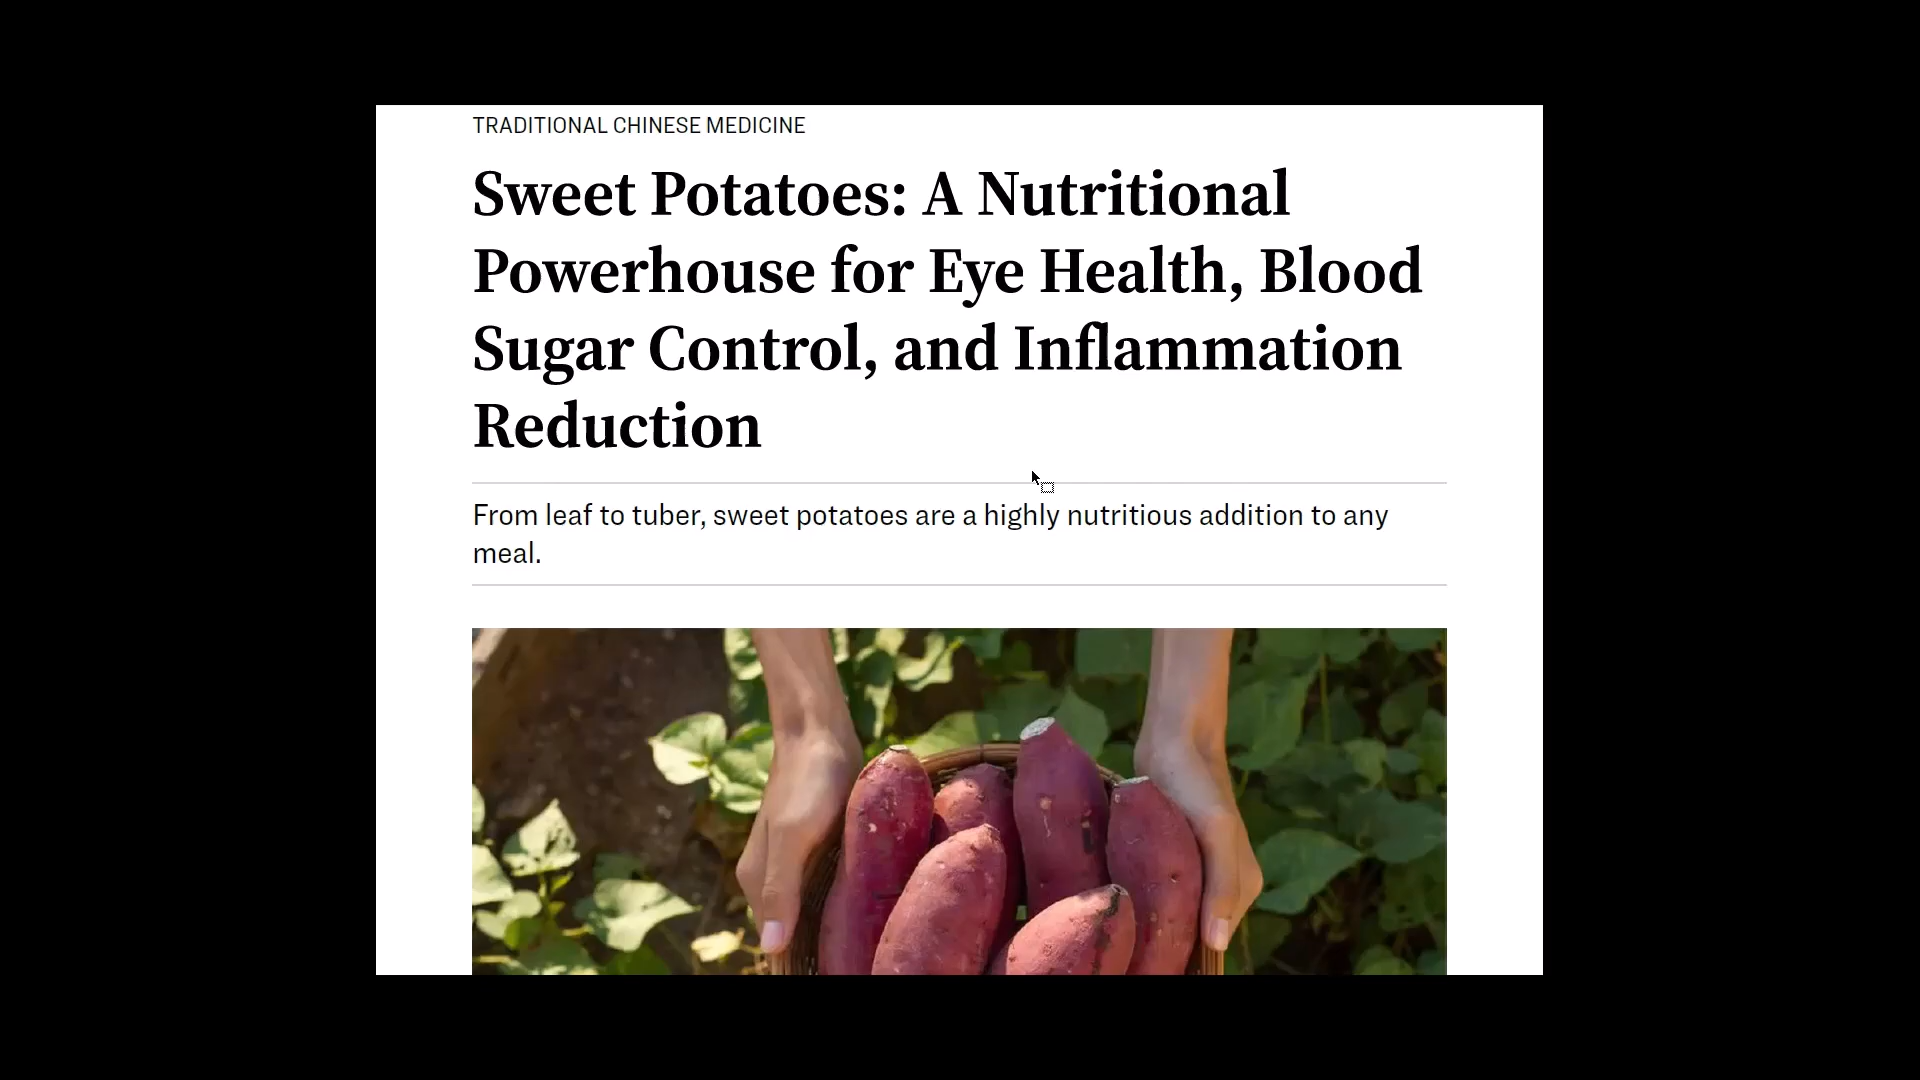 TRADITIONAL CHINESE MEDICINE
Sweet Potatoes: A Nutritional
Powerhouse for Eye Health, Blood
Sugar Control, and Inflammation
Reduction
From leaf to tuber, sweet potatoes are a highly nutritious addition to any
meal.